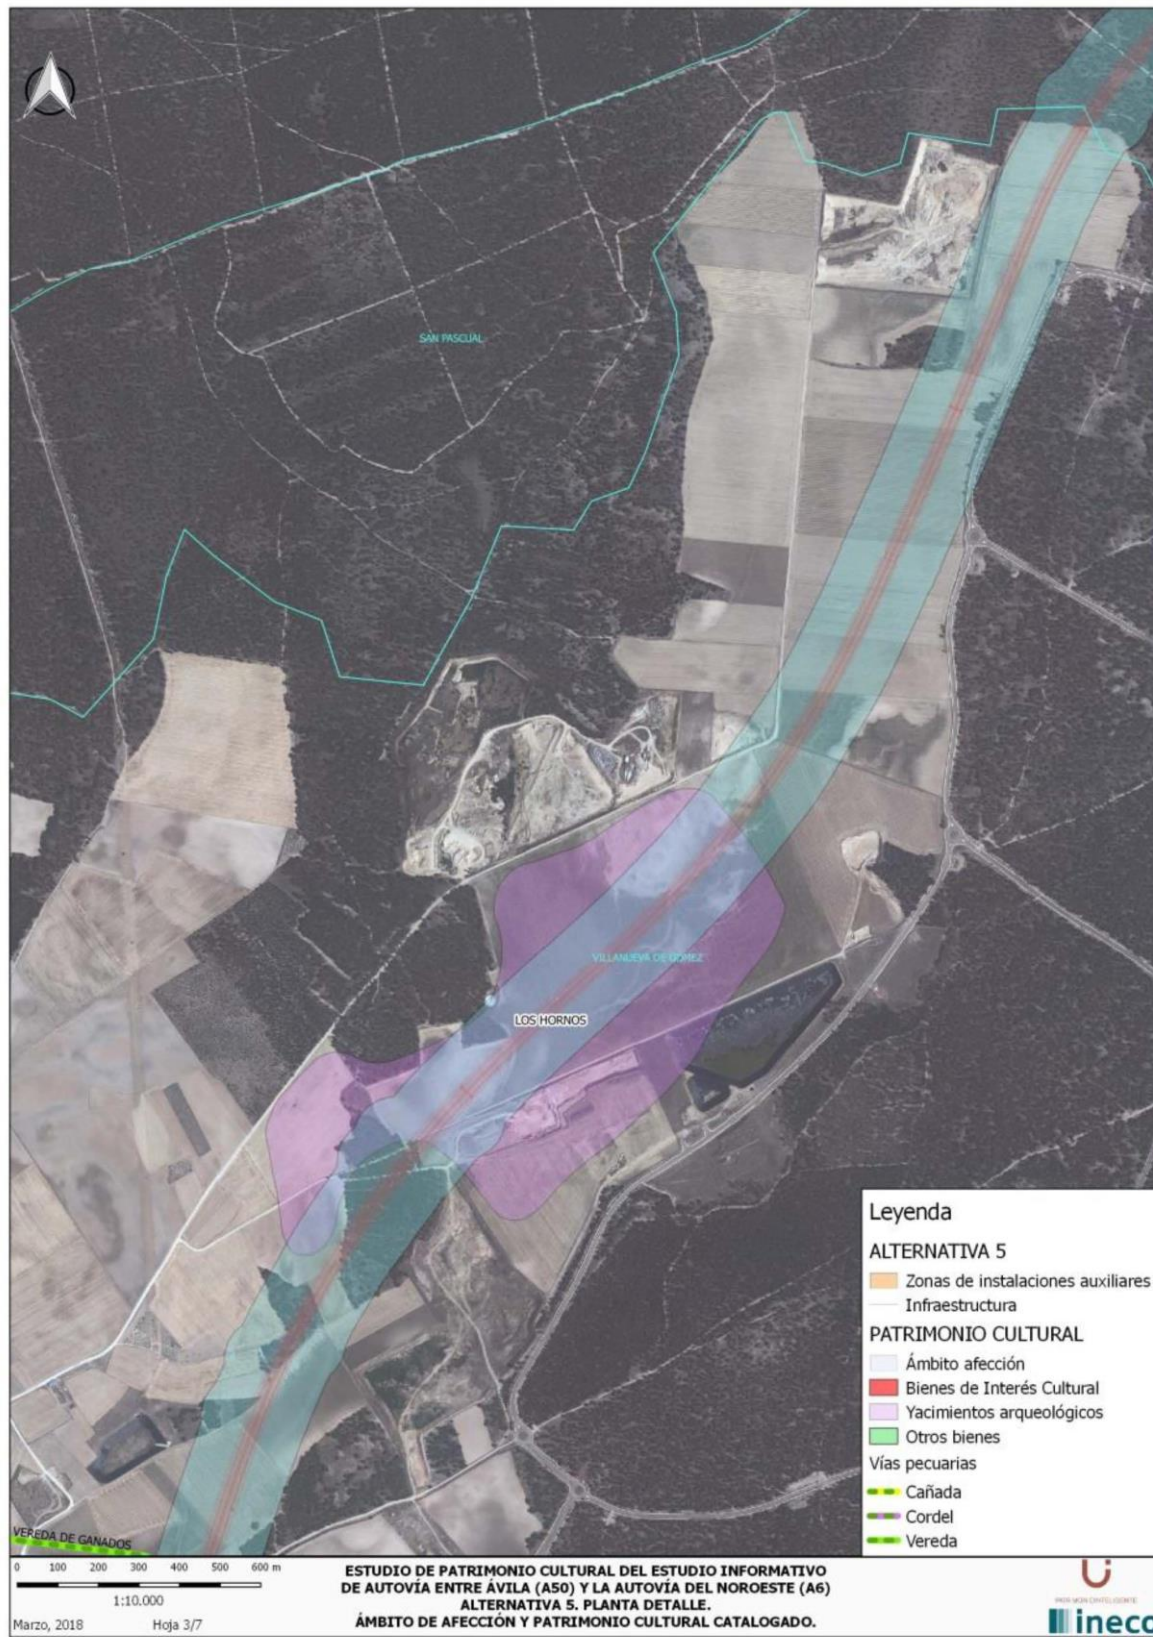 SAN PASCUAL
VILLANUEVA DE GOMEZ
LOS HORNOS
VEREDA DE GANADOS
Leyenda
ALTERNATIVA 5
Zonas de instalaciones auxiliares
Infraestructura
PATRIMONIO CULTURAL
Ámbito afección
Bienes de Interés Cultural
Yacimientos arqueológicos
Otros bienes
Vías pecuarias
Cañada
Cordel
Vereda
0 100 200 300 400 500 600 m
1:10.000
Marzo, 2018 Hoja 3/7
ESTUDIO DE PATRIMONIO CULTURAL DEL ESTUDIO INFORMATIVO
DE AUTOVÍA ENTRE ÁVILA (A50) Y LA AUTOVÍA DEL NOROESTE (A6)
ALTERNATIVA 5. PLANTA DETALLE.
ÁMBITO DE AFECCIÓN Y PATRIMONIO CULTURAL CATALOGADO.
ineco